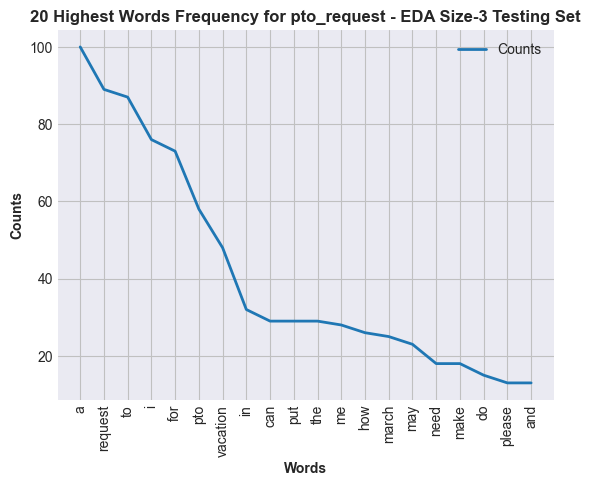 20 Highest Words Frequency for pto_request - EDA Size-3 Testing Set
Counts
100
80
60
40
20
Counts
a
request
to
i
for
pto
vacation
in
can
put
the
me
how
march
may
need
make
do
please
and
Words